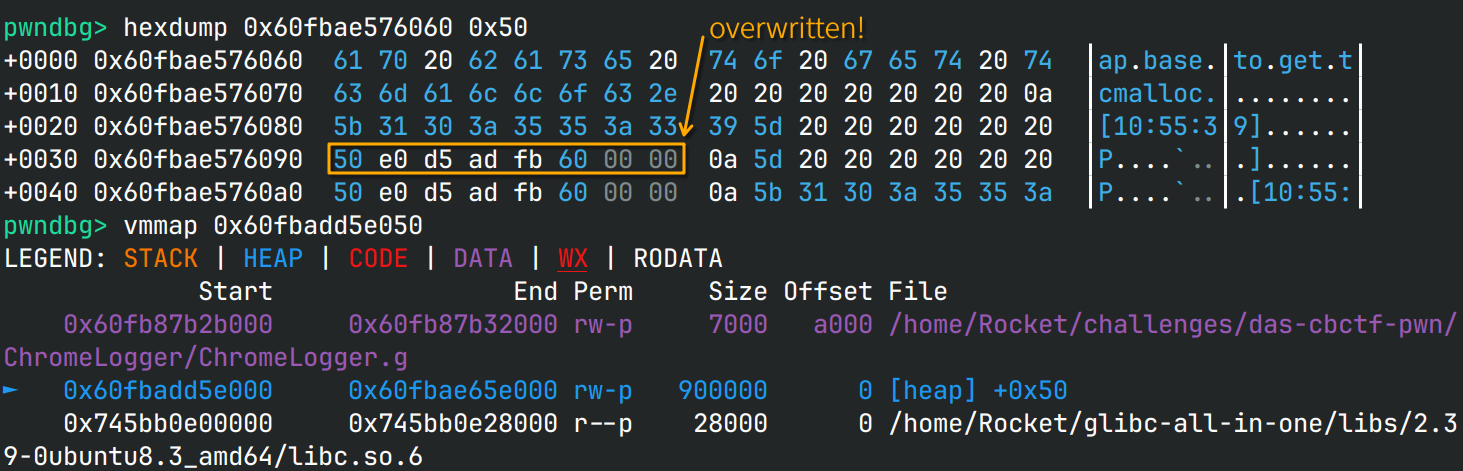 pwndbg> hexdump 0x60fbae576060 0x50
overwritten!
+0000 0x60fbae576060 61 70 20 62 61 73 65 20 74 6f 20 67 65 74 20 74 |ap.base.|to.get.t|
+0010 0x60fbae576070 63 6d 61 6c 6c 6f 63 2e 20 20 20 20 20 20 20 0a |cmalloc.|........|
+0020 0x60fbae576080 5b 31 30 3a 35 35 3a 33 39 5d 20 20 20 20 20 20 |[10:55:3|9]......|
+0030 0x60fbae576090 50 e0 d5 ad fb 60 00 00 0a 5d 20 20 20 20 20 20 |P....`..|.]......|
+0040 0x60fbae5760a0 50 e0 d5 ad fb 60 00 00 0a 5b 31 30 3a 35 35 3a |P....`..|.[10:55:|
pwndbg> vmmap 0x60fbadd5e050
LEGEND: STACK | HEAP | CODE | DATA | WX | RODATA
Start End Perm Size Offset File
0x60fb87b2b000 0x60fb87b32000 rw-p 7000 a000 /home/Rocket/challenges/das-cbctf-pwn/
ChromeLogger/ChromeLogger.g
► 0x60fbadd5e000 0x60fbae65e000 rw-p 900000 0 [heap] +0x50
0x745bb0e00000 0x745bb0e28000 r--p 28000 0 /home/Rocket/glibc-all-in-one/libs/2.3
9-0ubuntu8.3_amd64/libc.so.6